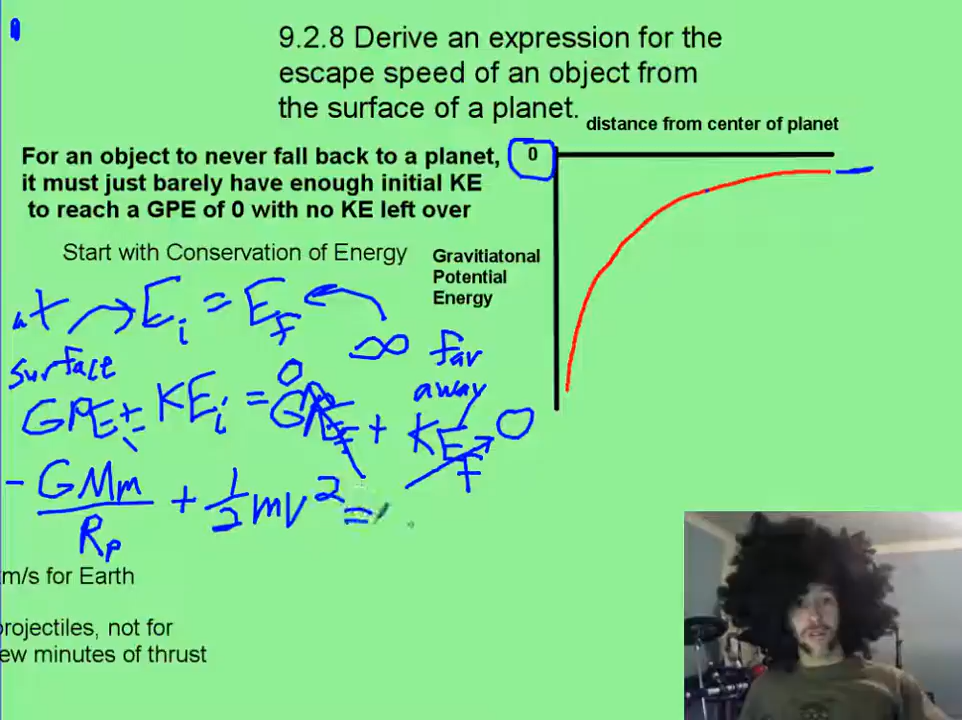 9.2.8 Derive an expression for the
escape speed of an object from
the surface of a planet.
distance from center of planet
For an object to never fall back to a planet,
it must just barely have enough initial KE
to reach a GPE of 0 with no KE left over
0
Start with Conservation of Energy
Gravitiatonal
Potential
Energy
at
surface
Ei = Ef
∞ far
away
0
GPEi + KEi = GPEf + KEf 0
- GMm/Rp + 1/2 mv² =
m/s for Earth
rojectiles, not for
ew minutes of thrust